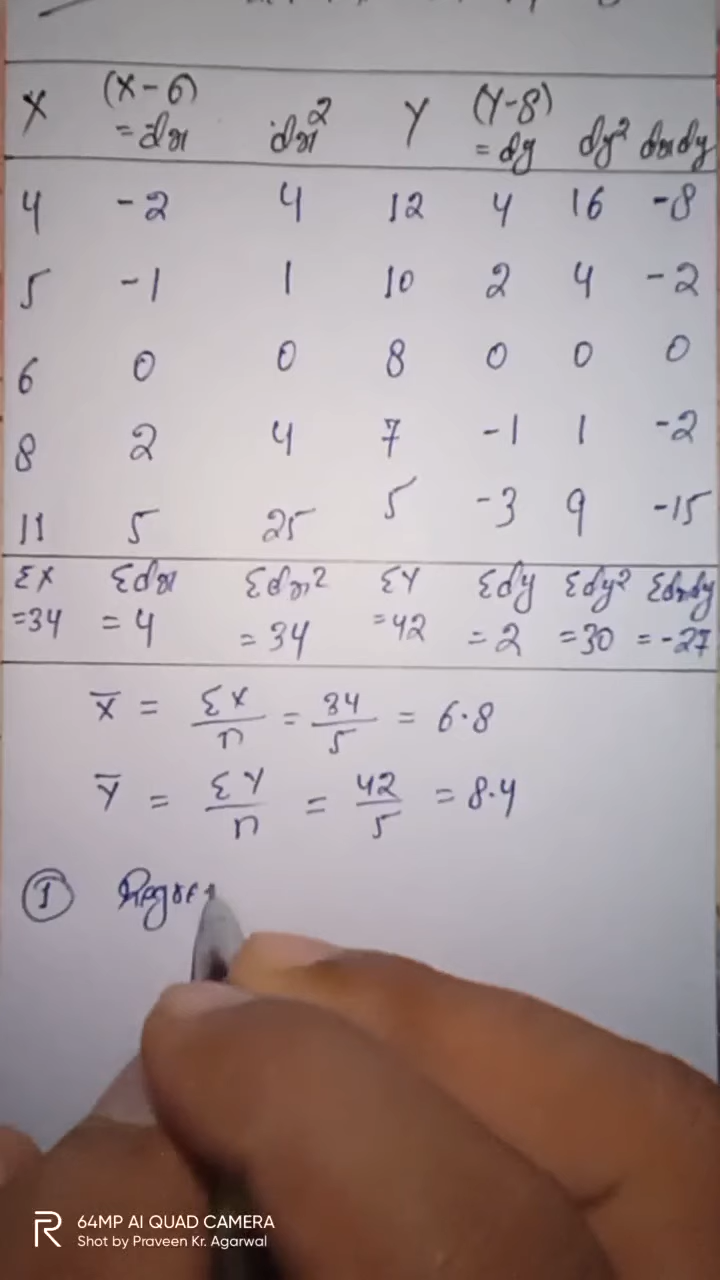 X (X-6) =dx dx² Y (Y-8) =dy dy² dxdy
4 -2 4 12 4 16 -8
5 -1 1 10 2 4 -2
6 0 0 8 0 0 0
8 2 4 7 -1 1 -2
11 5 25 5 -3 9 -15
ΣX =34 Σdx =4 Σdx² =34 ΣY =42 Σdy =2 Σdy² =30 Σdxdy =-27
X̄ = ΣX/n = 34/5 = 6.8
Ȳ = ΣY/n = 42/5 = 8.4
① Regre
64MP AI QUAD CAMERA
Shot by Praveen Kr. Agarwal